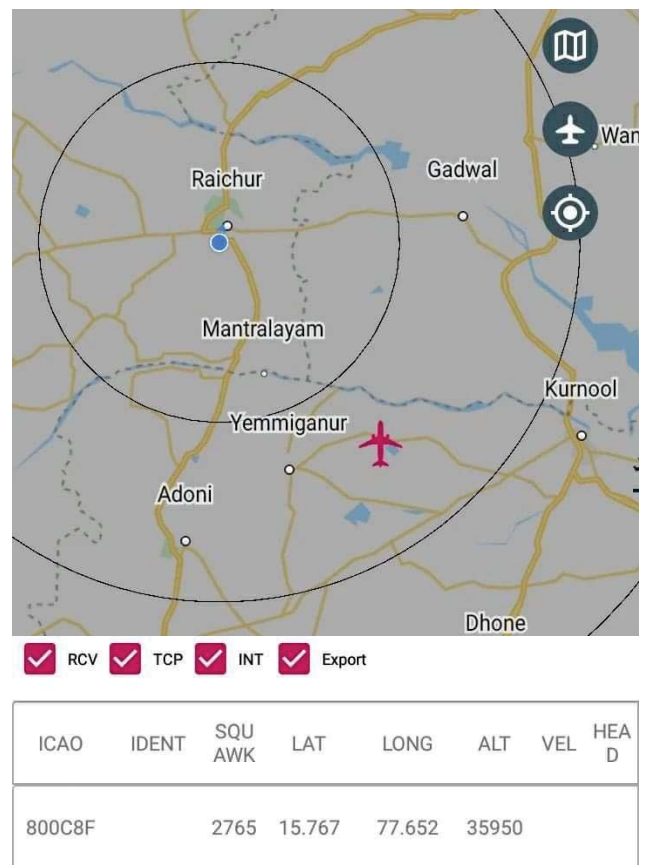 Wan
Gadwal
Raichur
Mantralayam
Kurnool
Yemmiganur
Adoni
Dhone
RCV TCP INT Export
ICAO IDENT SQU AWK LAT LONG ALT VEL HEA D
800C8F 2765 15.767 77.652 35950